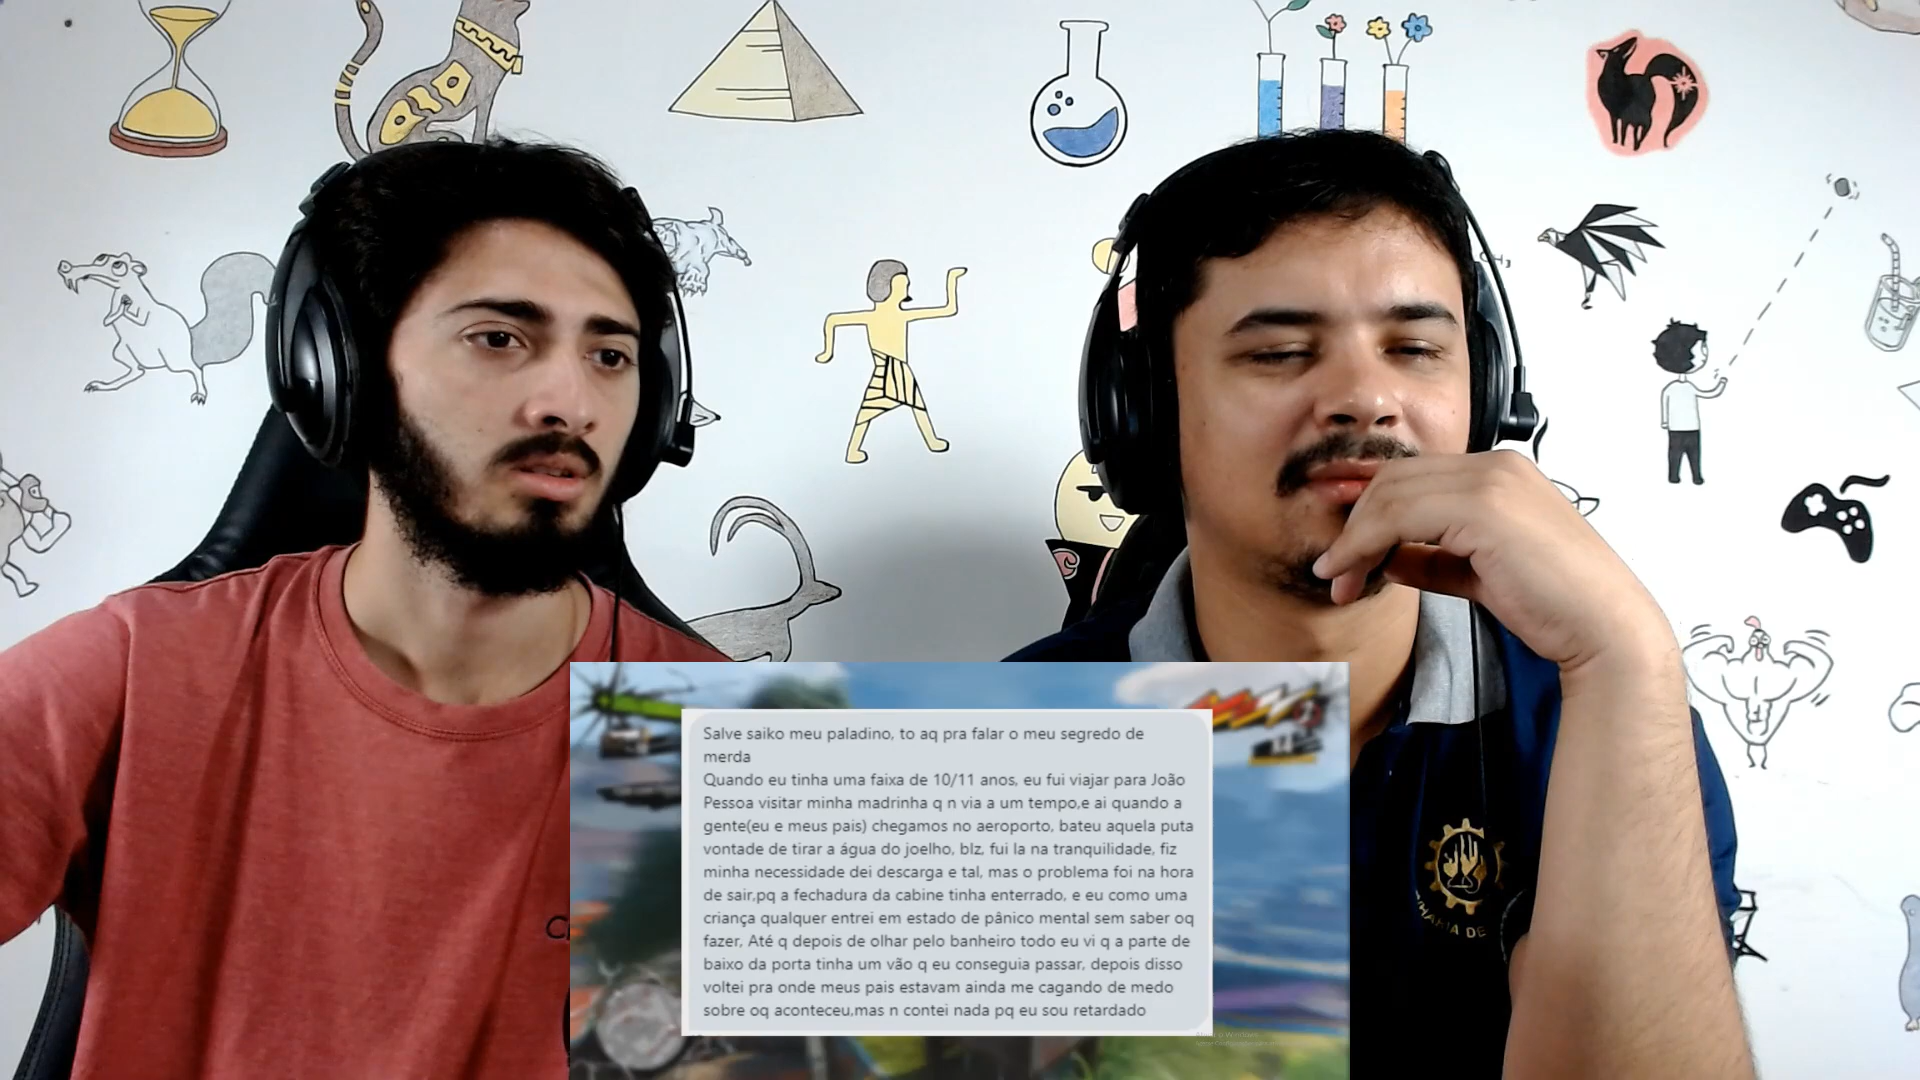 Salve saiko meu paladino, to aq pra falar o meu segredo de
merda
Quando eu tinha uma faixa de 10/11 anos, eu fui viajar para João
Pessoa visitar minha madrinha q n via a um tempo,e ai quando a
gente(eu e meus pais) chegamos no aeroporto, bateu aquela puta
vontade de tirar a água do joelho, blz, fui la na tranquilidade, fiz
minha necessidade dei descarga e tal, mas o problema foi na hora
de sair,pq a fechadura da cabine tinha enterrado, e eu como uma
criança qualquer entrei em estado de pânico mental sem saber oq
fazer, Até q depois de olhar pelo banheiro todo eu vi q a parte de
baixo da porta tinha um vão q eu conseguia passar, depois disso
voltei pra onde meus pais estavam ainda me cagando de medo
sobre oq aconteceu,mas n contei nada pq eu sou retardado
HARIA DE